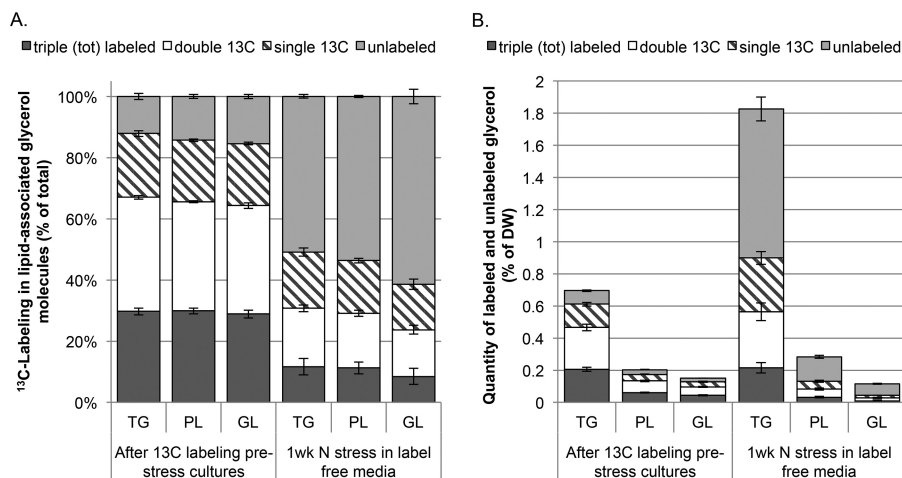 A.
triple (tot) labeled double 13C single 13C unlabeled
¹³C-Labeling in lipid-associated glycerol
molecules (% of total)
100%
80%
60%
40%
20%
0%
TG PL GL TG PL GL
After 13C labeling pre- 1wk N stress in label
stress cultures free media
B.
triple (tot) labeled double 13C single 13C unlabeled
Quantity of labeled and unlabeled glycerol
(% of DW)
2
1.8
1.6
1.4
1.2
1
0.8
0.6
0.4
0.2
0
TG PL GL TG PL GL
After 13C labeling pre- 1wk N stress in label
stress cultures free media